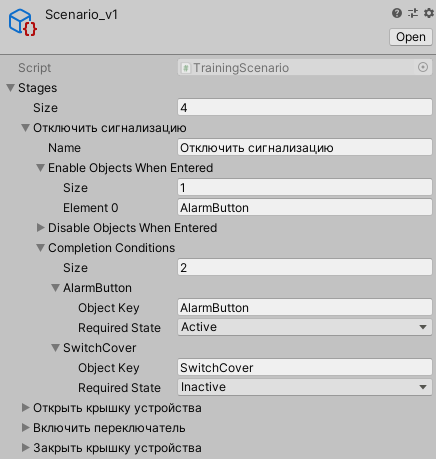 Scenario_v1
Open
Script TrainingScenario
Stages
Size 4
Отключить сигнализацию
Name Отключить сигнализацию
Enable Objects When Entered
Size 1
Element 0 AlarmButton
Disable Objects When Entered
Completion Conditions
Size 2
AlarmButton
Object Key AlarmButton
Required State Active
SwitchCover
Object Key SwitchCover
Required State Inactive
Открыть крышку устройства
Включить переключатель
Закрыть крышку устройства